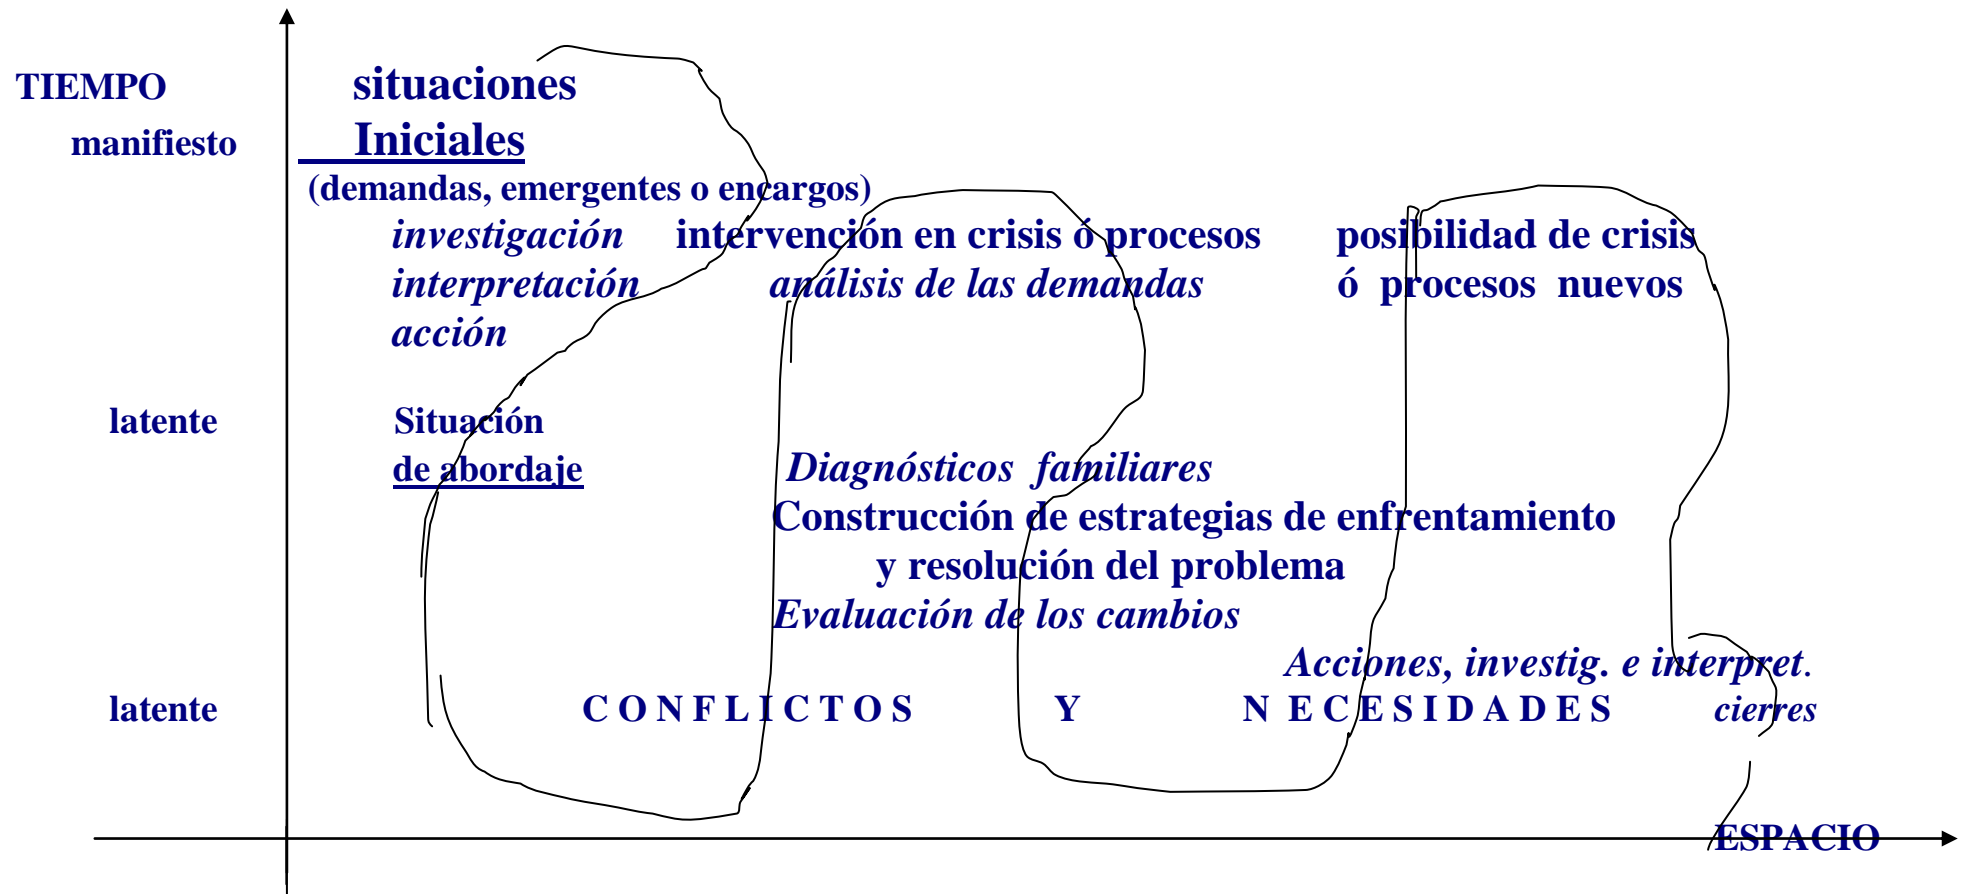 TIEMPO situaciones
manifiesto Iniciales
(demandas, emergentes o encargos)
investigación intervención en crisis ó procesos posibilidad de crisis
interpretación análisis de las demandas ó procesos nuevos
acción
latente Situación
de abordaje
Diagnósticos familiares
Construcción de estrategias de enfrentamiento
y resolución del problema
Evaluación de los cambios
Acciones, investig. e interpret.
latente CONFLICTOS Y NECESIDADES cierres
ESPACIO